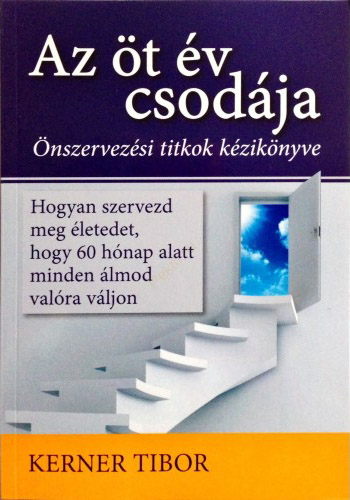 Az öt év
csodája
Önszervezési titkok kézikönyve
Hogyan szervezd
meg életedet,
hogy 60 hónap alatt
minden álmod
valóra váljon
KERNER TIBOR